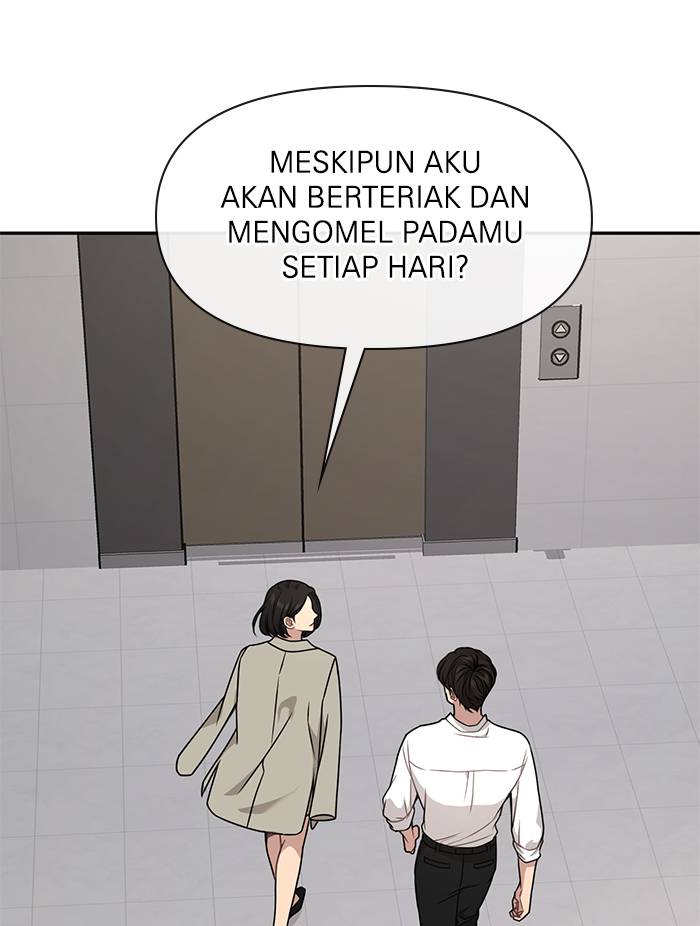 MESKIPUN AKU
AKAN BERTERIAK DAN
MENGOMEL PADAMU
SETIAP HARI?